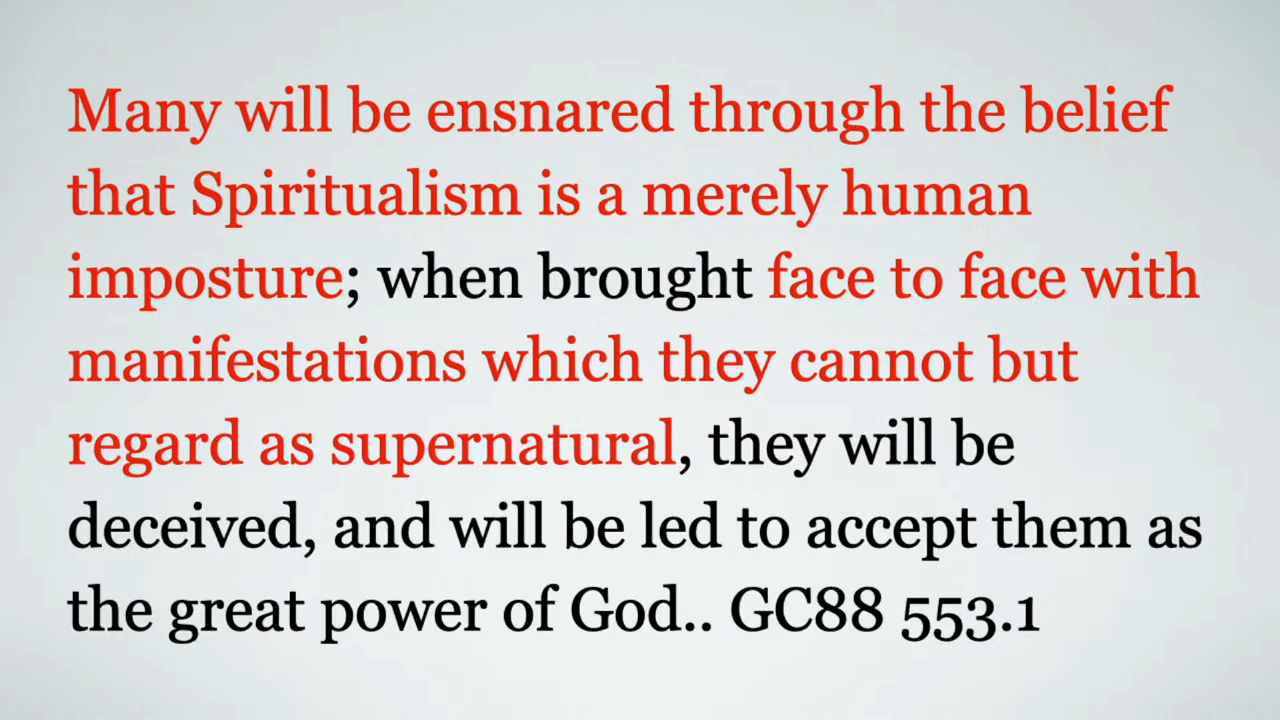 Many will be ensnared through the belief
that Spiritualism is a merely human
imposture; when brought face to face with
manifestations which they cannot but
regard as supernatural, they will be
deceived, and will be led to accept them as
the great power of God.. GC88 553.1